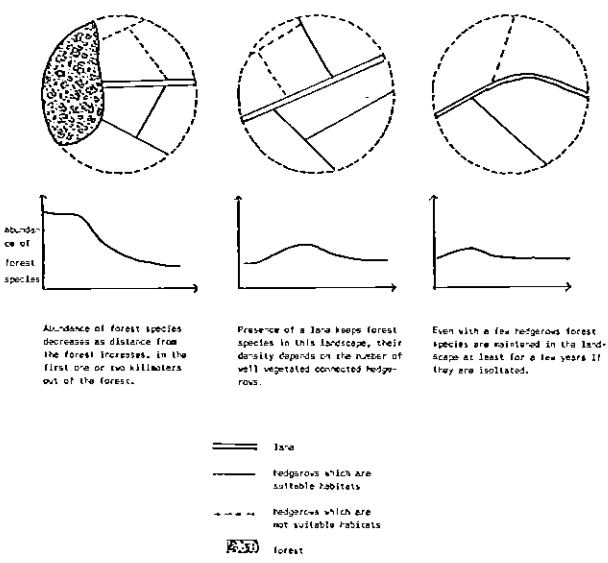 abundan
ce of
forest
species
Abundance of forest species
decreases as distance from
the forest increases, in the
first one or two killmaters
out of the forest.
Presence of a lane keeps forest
species in this landscape, their
density depends on the number of
well vegetated connected hedge-
rows.
Even with a few hedgerows forest
species are maintained in the land-
scape at least for a few years if
they are isoltated.
lane
hedgerows which are
suitable habitats
hedgerows which are
not suitable habitats
forest